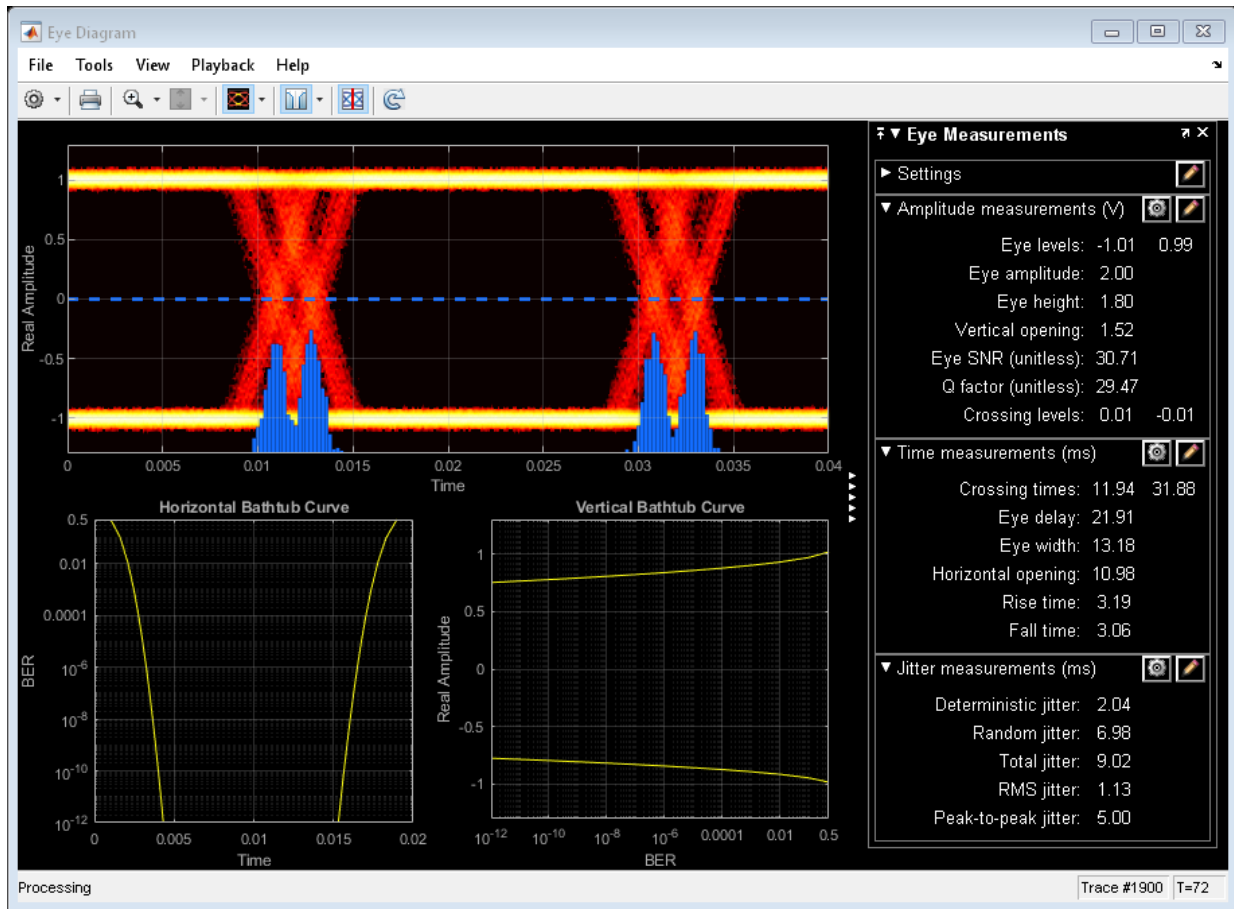 Eye Diagram
File Tools View Playback Help
1
0.5
0
-0.5
-1
Real Amplitude
0 0.005 0.01 0.015 0.02 0.025 0.03 0.035 0.04
Time
Horizontal Bathtub Curve
0.5
0.01
0.0001
10^-6
10^-8
10^-10
10^-12
BER
0 0.005 0.01 0.015 0.02
Time
Vertical Bathtub Curve
1
0.5
0
-0.5
-1
Real Amplitude
10^-12 10^-10 10^-8 10^-6 0.0001 0.01 0.5
BER
Eye Measurements
Settings
Amplitude measurements (V)
Eye levels: -1.01 0.99
Eye amplitude: 2.00
Eye height: 1.80
Vertical opening: 1.52
Eye SNR (unitless): 30.71
Q factor (unitless): 29.47
Crossing levels: 0.01 -0.01
Time measurements (ms)
Crossing times: 11.94 31.88
Eye delay: 21.91
Eye width: 13.18
Horizontal opening: 10.98
Rise time: 3.19
Fall time: 3.06
Jitter measurements (ms)
Deterministic jitter: 2.04
Random jitter: 6.98
Total jitter: 9.02
RMS jitter: 1.13
Peak-to-peak jitter: 5.00
Processing
Trace #1900 T=72